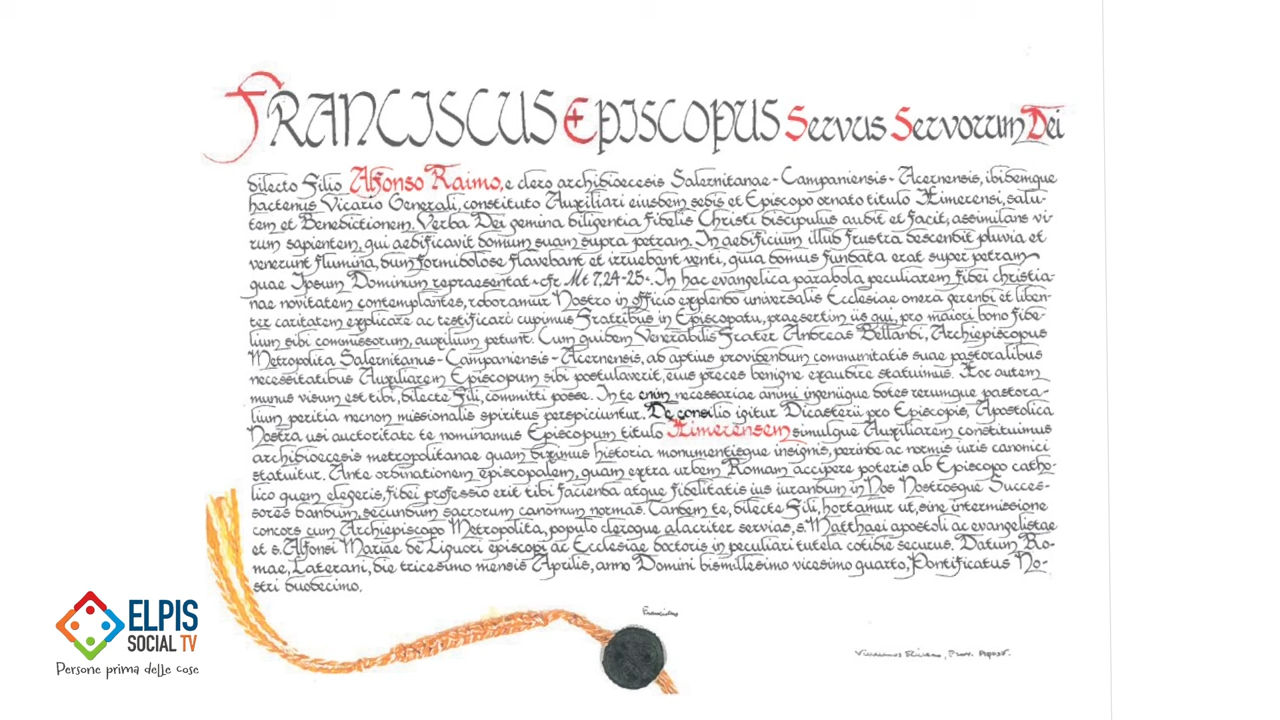 FRANCISCUS EPISCOPUS Servus Servorum Dei
dilecto Filio Alfonso Raimo, e clero archidioecesis Salernitanae-Campaniensis-Acernensis, ibidemque
hactenus Vicario Generali, constituto Auxiliari eiusdem sedis et Episcopo ornato titulo Himerensi, salu-
tem et Benedictionem. Verba Dei gemina diligentia fidelis Christi discipulus audit et facit, assimilans vi-
rum sapientem, qui aedificavit domum suam supra petram. In aedificium illud frustra descendit pluvia et
venerunt flumina, dum formidolose flavebant et irruebant venti, quia domus fundata erat super petram
quae Ipsum Dominum repraesentat - cfr Mt 7,24-25-. In hac evangelica parabola peculiarem fidei christia-
nae novitatem contemplantes, roboramur Nostro in officio explendo universalis Ecclesiae onera gerendi et liben-
ter caritatem explicare ac testificari cupimus Fratribus in Episcopatu, praesertim iis qui, pro maiori bono fide-
lium sibi commissorum, auxilium petunt. Cum quidem Venerabilis Frater Andreas Bellandi, Archiepiscopus
Metropolita Salernitanus-Campaniensis-Acernensis, ab aptius providendum communitatis suae pastoralibus
necessitatibus Auxiliarem Episcopum sibi postulaverit, eius preces benigne exaudire statuimus. Hoc autem
munus visum est tibi, dilecte Fili, committi posse. In te enim necessariae animi ingeniique dotes rerumque pastora-
lium peritia necnon missionalis spiritus perspiciuntur. De consilio igitur Dicasterii pro Episcopis, Apostolica
Nostra usi auctoritate te nominamus Episcopum titulo Himerensem simulque Auxiliarem constituimus
archidioecesis metropolitanae quam diximus historia monumentisque insignis, perinde ac normis iuris canonici
statuitur. Ante ordinationem episcopalem, quam extra urbem Romam accipere poteris ab Episcopo catho-
lico quem elegeris, fidei professio erit tibi facienda atque fidelitatis ius iurandum in Nos Nostrosque Succes-
sores dandum, secundum sacrorum canonum normas. Tandem te, dilecte Fili, hortamur ut, sine intermissione
concors cum Archiepiscopo Metropolita, populo cleroque alacriter servias, s. Matthaei apostoli ac evangelistae
et s. Alfonsi Mariae de Liguori episcopi ac Ecclesiae doctoris in peculiari tutela cotidie securus. Datum Ro-
mae, Laterani, die tricesimo mensis Aprilis, anno Domini bismillesimo vicesimo quarto, Pontificatus No-
stri duodecimo.
Franciscus
ELPIS
SOCIAL TV
Persone prima delle cose